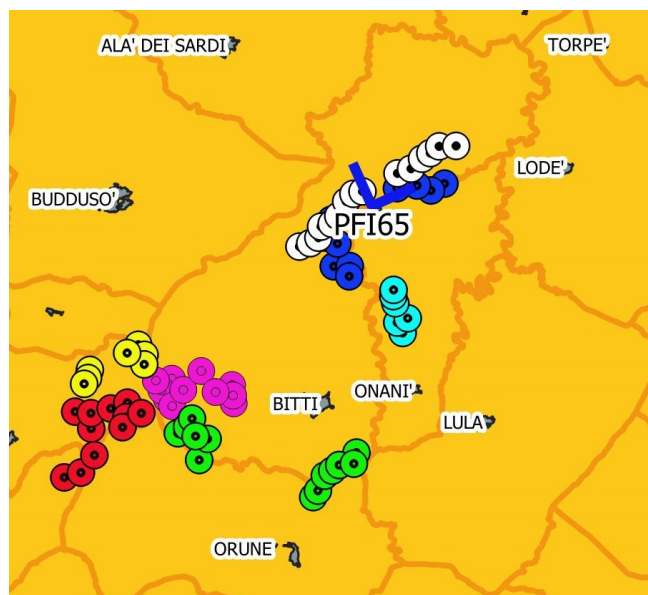 ALA' DEI SARDI
TORPE'
LODE'
BUDDUSO'
PFI65
ONANI'
BITTI
LULA
ORUNE